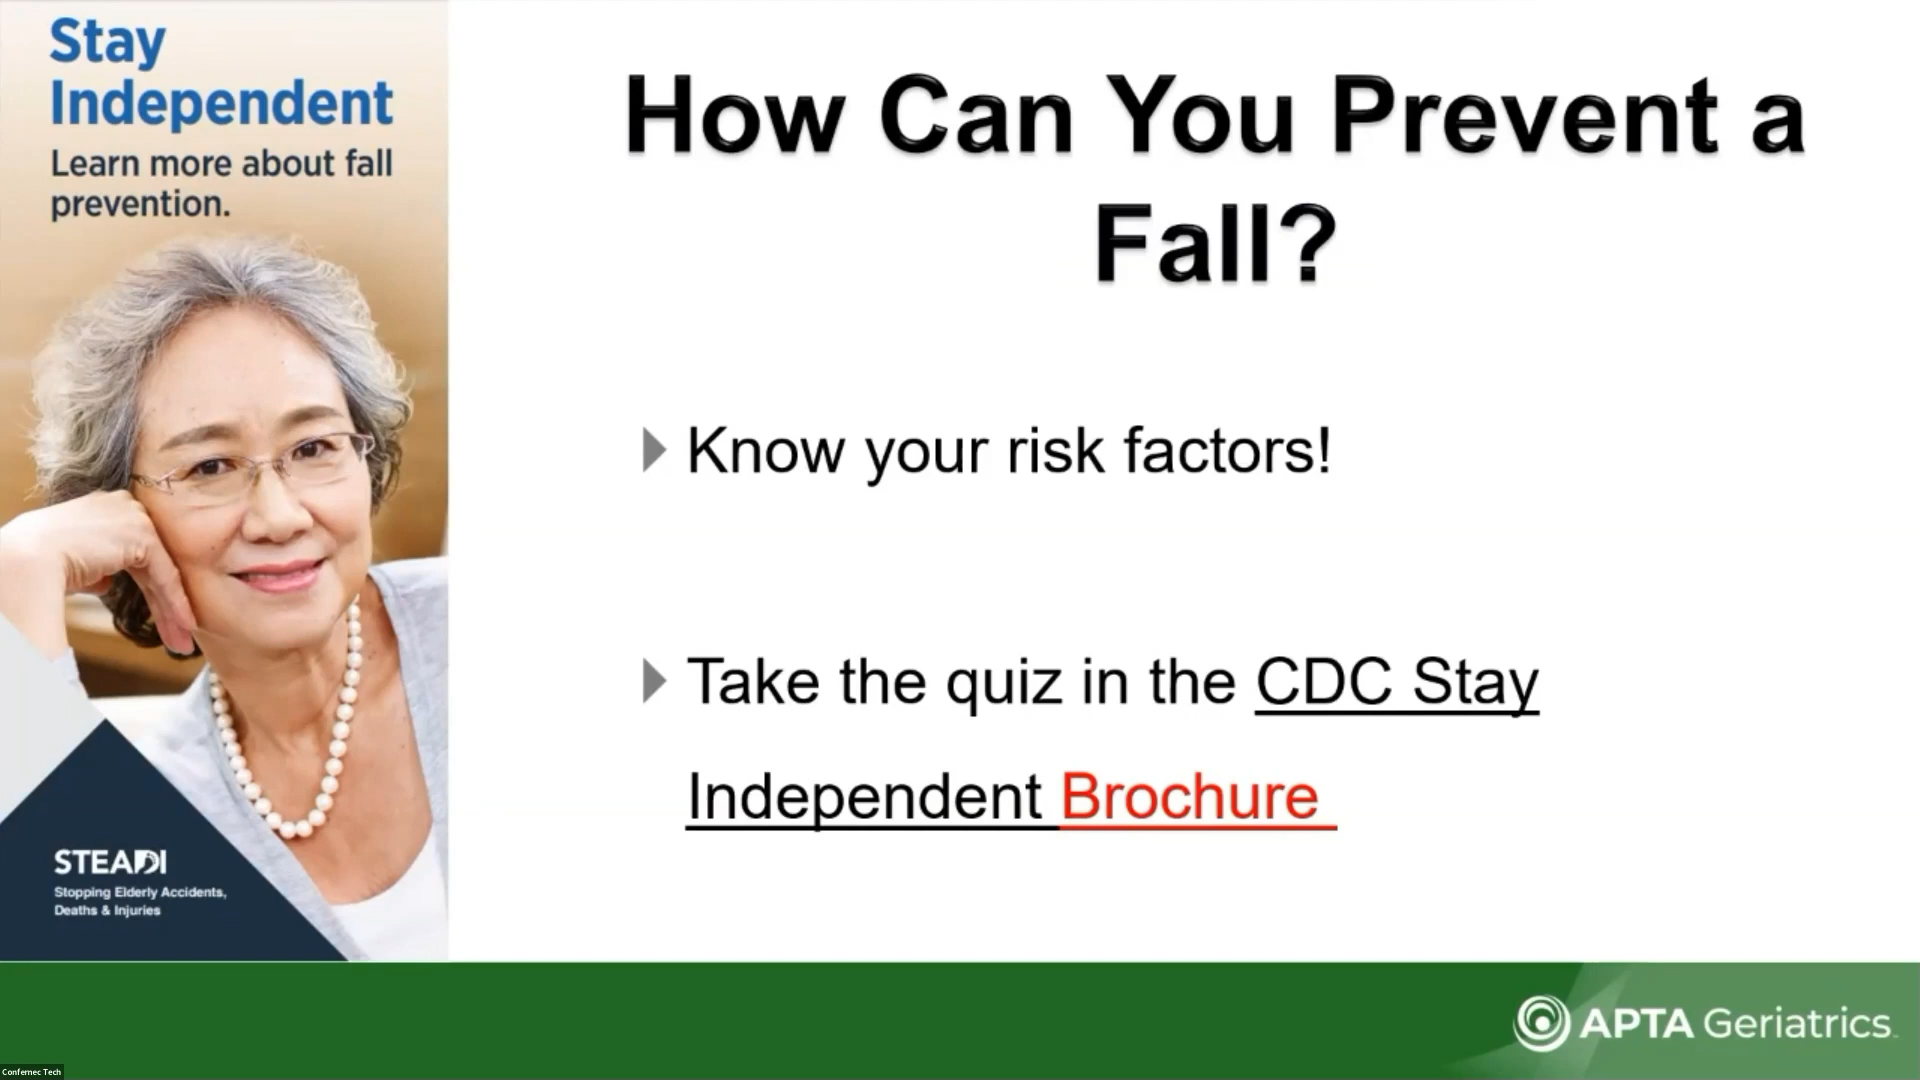 Stay
Independent
Learn more about fall
prevention.
STEADI
Stopping Elderly Accidents,
Deaths & Injuries
How Can You Prevent a
Fall?
Know your risk factors!
Take the quiz in the CDC Stay
Independent Brochure
APTA Geriatrics
Confernec Tech